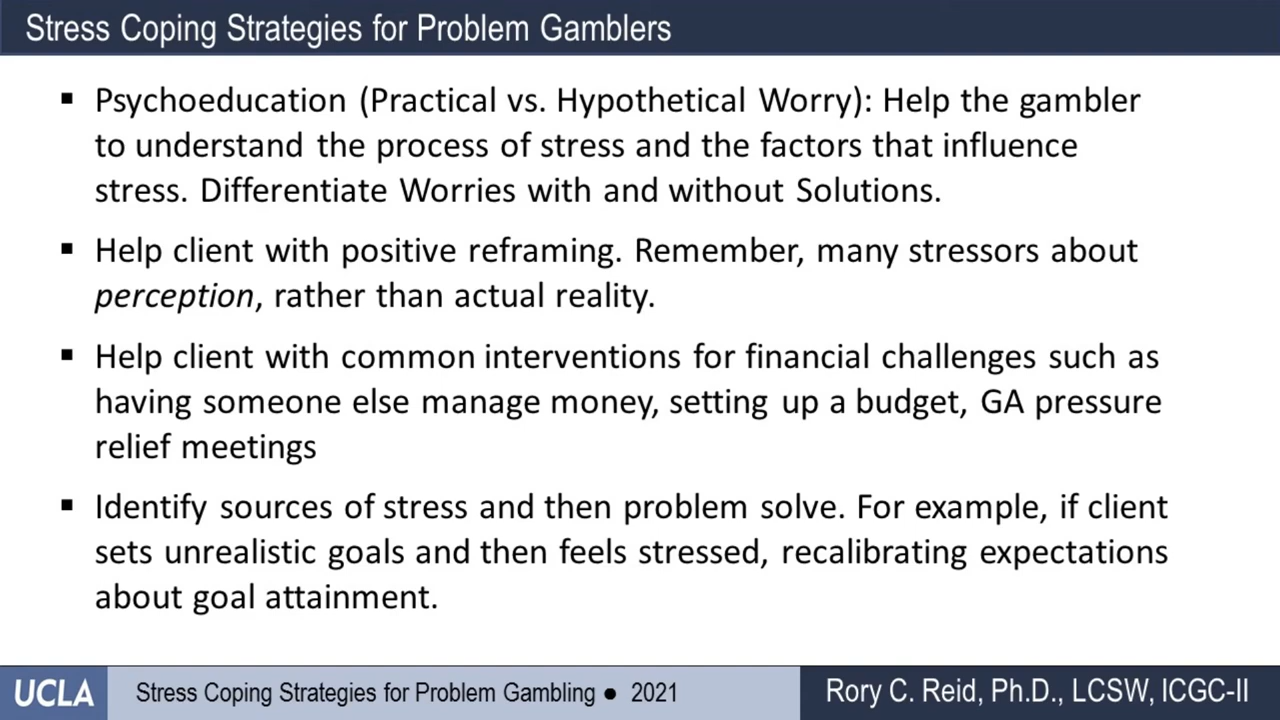 Stress Coping Strategies for Problem Gamblers
▪ Psychoeducation (Practical vs. Hypothetical Worry): Help the gambler
to understand the process of stress and the factors that influence
stress. Differentiate Worries with and without Solutions.
▪ Help client with positive reframing. Remember, many stressors about
perception, rather than actual reality.
▪ Help client with common interventions for financial challenges such as
having someone else manage money, setting up a budget, GA pressure
relief meetings
▪ Identify sources of stress and then problem solve. For example, if client
sets unrealistic goals and then feels stressed, recalibrating expectations
about goal attainment.
UCLA
Stress Coping Strategies for Problem Gambling ● 2021
Rory C. Reid, Ph.D., LCSW, ICGC-II